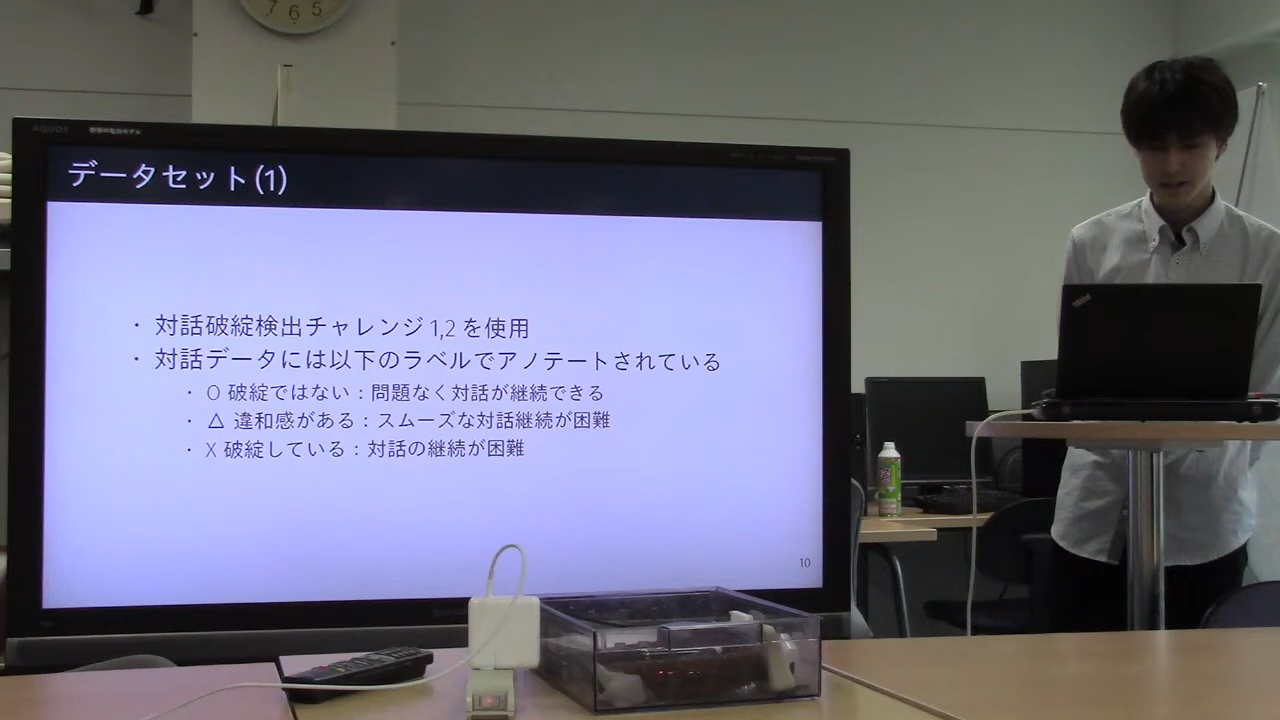 7 6 5
AQUOS
データセット(1)
・ 対話破綻検出チャレンジ 1,2 を使用
・ 対話データには以下のラベルでアノテートされている
・ O 破綻ではない：問題なく対話が継続できる
・ △ 違和感がある：スムーズな対話継続が困難
・ X 破綻している：対話の継続が困難
10